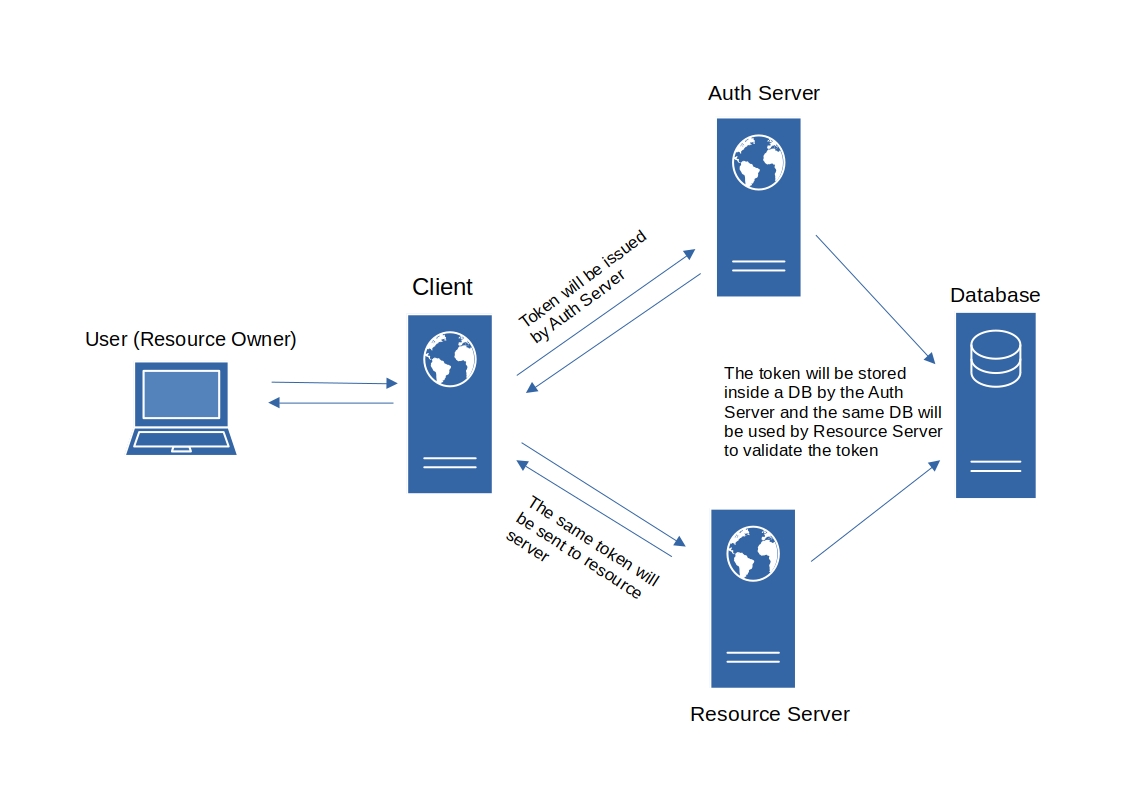 Auth Server
Token will be issued
by Auth Server
Client
Database
User (Resource Owner)
The token will be stored
inside a DB by the Auth
Server and the same DB will
be used by Resource Server
to validate the token
The same token will
be sent to resource
server
Resource Server